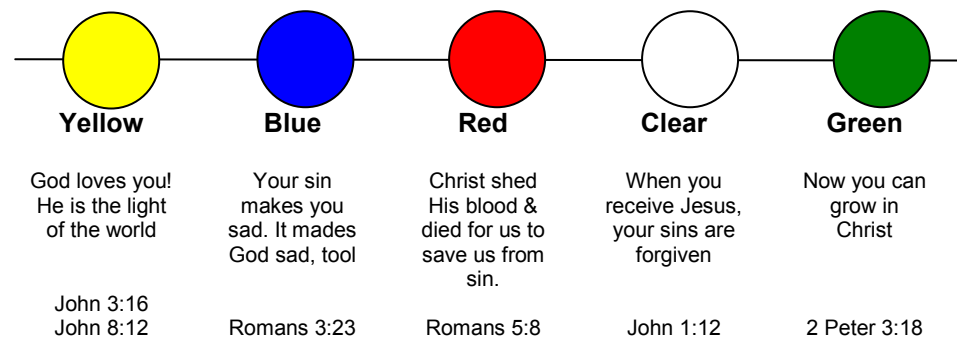 Yellow
God loves you!
He is the light
of the world
John 3:16
John 8:12
Blue
Your sin
makes you
sad. It mades
God sad, tool
Romans 3:23
Red
Christ shed
His blood &
died for us to
save us from
sin.
Romans 5:8
Clear
When you
receive Jesus,
your sins are
forgiven
John 1:12
Green
Now you can
grow in
Christ
2 Peter 3:18